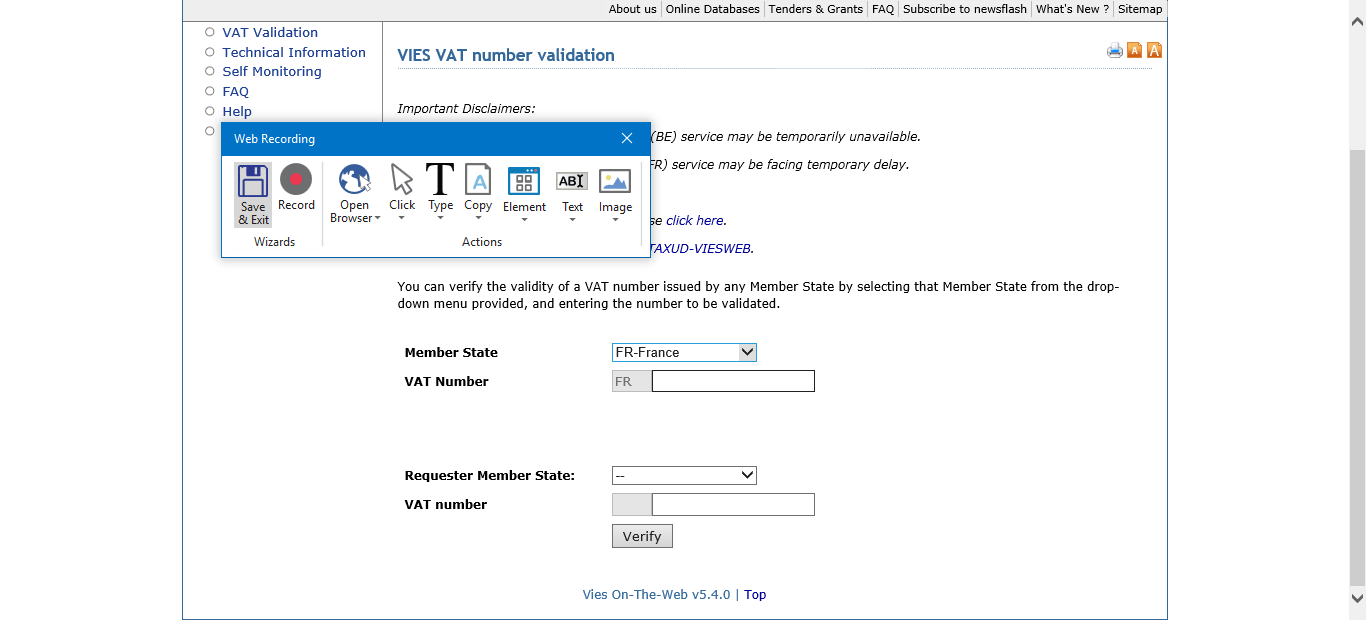 About us | Online Databases | Tenders & Grants | FAQ | Subscribe to newsflash | What's New ? | Sitemap
VAT Validation
Technical Information
Self Monitoring
FAQ
Help
VIES VAT number validation
A A
Important Disclaimers:
(BE) service may be temporarily unavailable.
FR) service may be facing temporary delay.
se click here.
TAXUD-VIESWEB.
Web Recording
Save & Exit
Record
Open Browser
Click
Type
Copy
Element
Text
Image
A
ABI
Wizards
Actions
You can verify the validity of a VAT number issued by any Member State by selecting that Member State from the drop-
down menu provided, and entering the number to be validated.
Member State FR-France
VAT Number FR
Requester Member State: --
VAT number
Verify
Vies On-The-Web v5.4.0 | Top